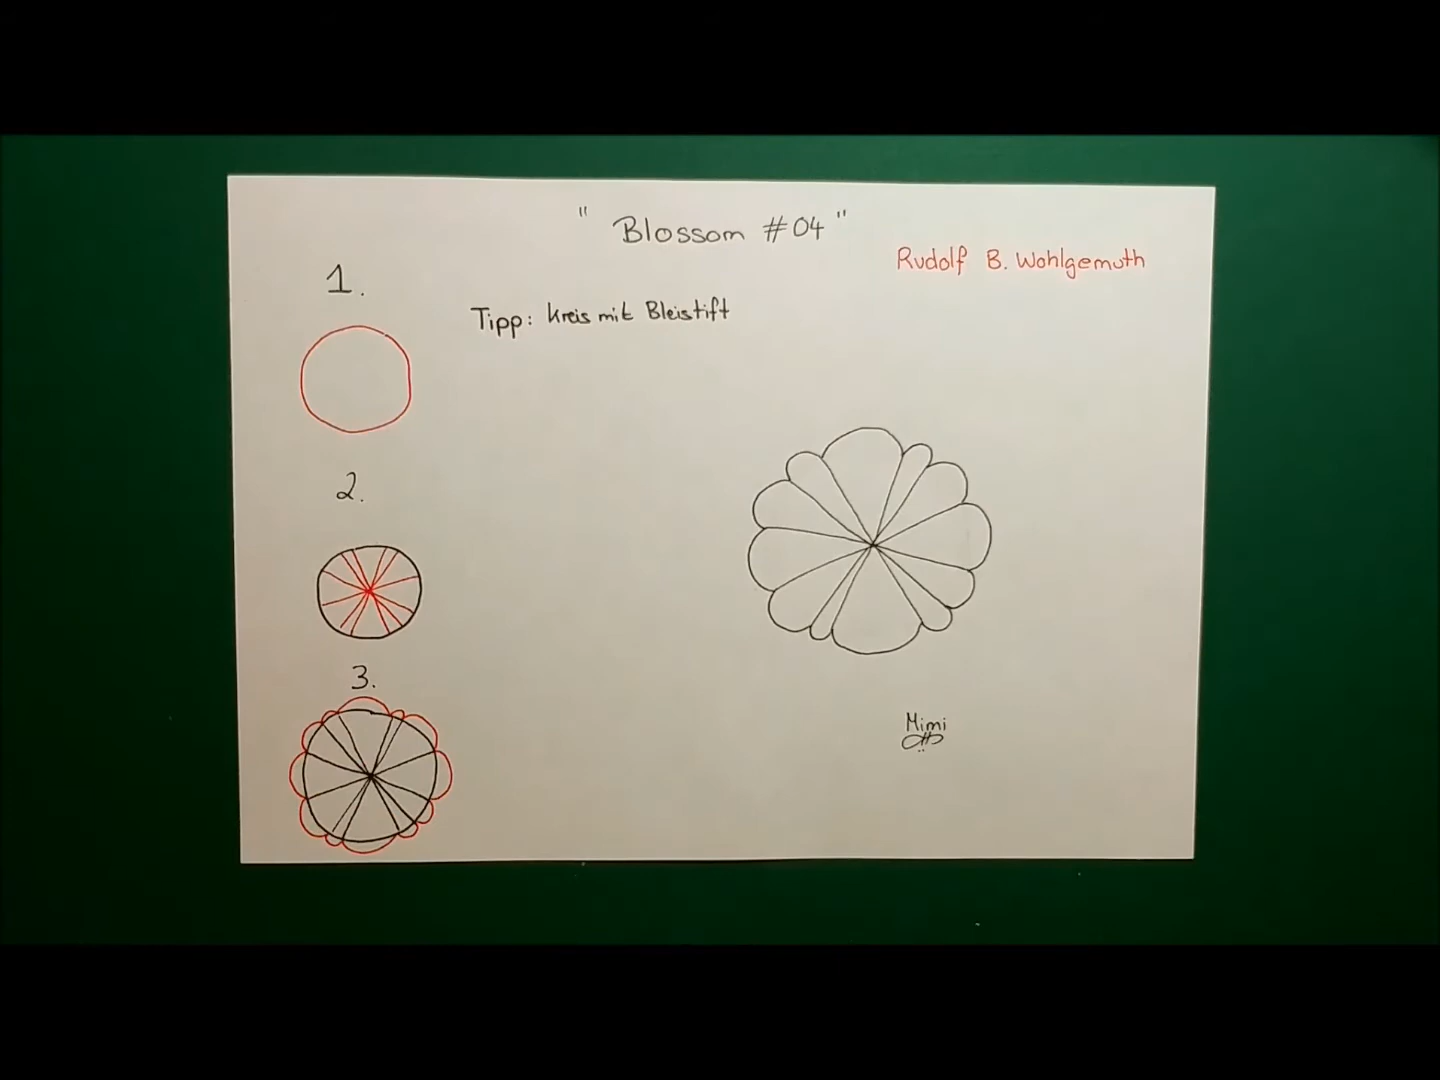 " Blossom #04 "
Rudolf B. Wohlgemuth
1.
Tipp: Kreis mit Bleistift
2.
3.
Mimi